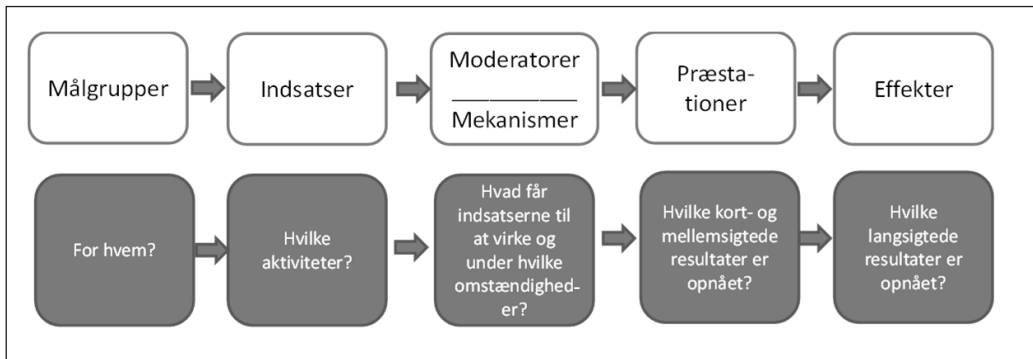 Målgrupper
Indsatser
Moderatorer
___________
Mekanismer
Præsta-
tioner
Effekter
For hvem?
Hvilke
aktiviteter?
Hvad får
indsatserne til
at virke og
under hvilke
omstændighed-
er?
Hvilke kort- og
mellemsigtede
resultater er
opnået?
Hvilke
langsigtede
resultater er
opnået?